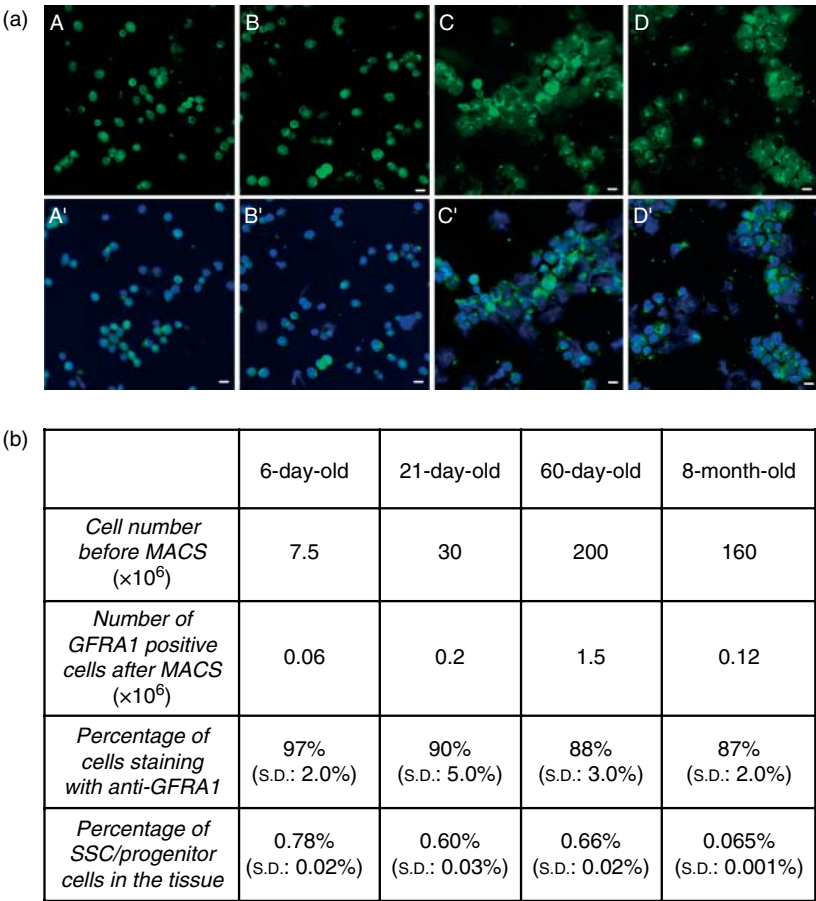 (a)
A
B
C
D
A'
B'
C'
D'
(b)
6-day-old 21-day-old 60-day-old 8-month-old
Cell number
before MACS
(×10⁶)
7.5 30 200 160
Number of
GFRA1 positive
cells after MACS
(×10⁶)
0.06 0.2 1.5 0.12
Percentage of
cells staining
with anti-GFRA1
97% 90% 88% 87%
(S.D.: 2.0%) (S.D.: 5.0%) (S.D.: 3.0%) (S.D.: 2.0%)
Percentage of
SSC/progenitor
cells in the tissue
0.78% 0.60% 0.66% 0.065%
(S.D.: 0.02%) (S.D.: 0.03%) (S.D.: 0.02%) (S.D.: 0.001%)